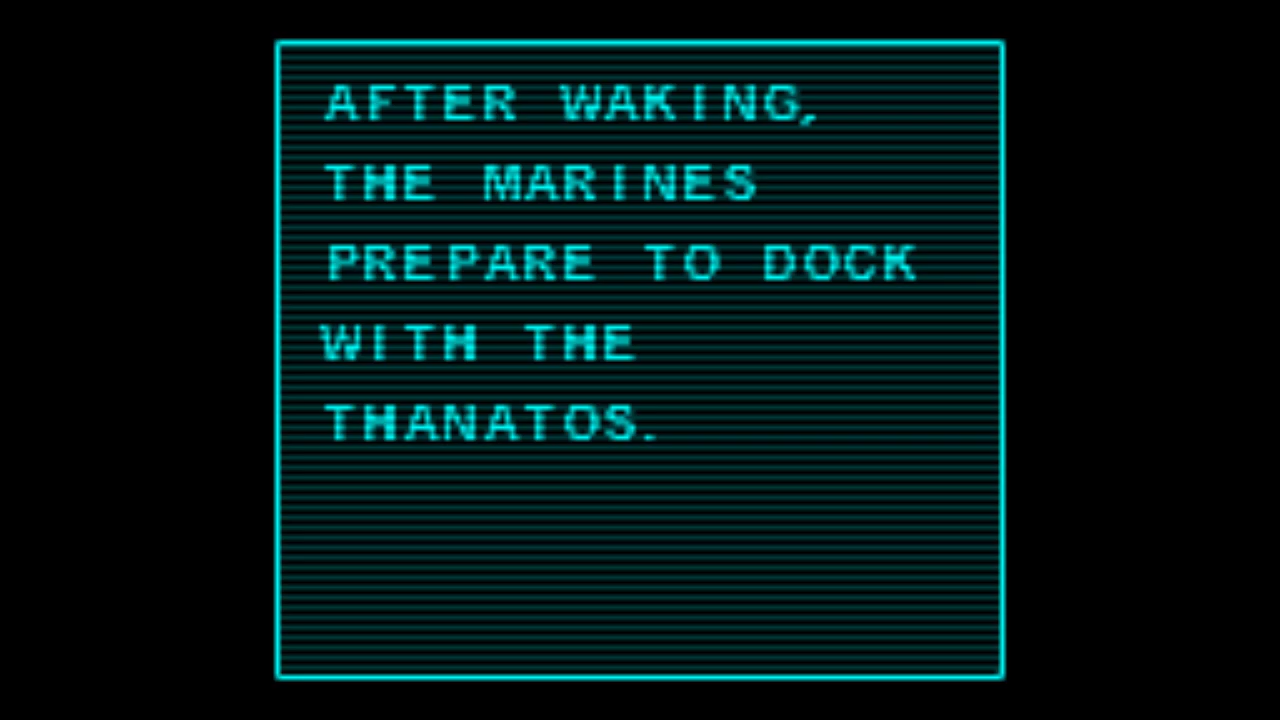 AFTER WAKING,
THE MARINES
PREPARE TO DOCK
WITH THE
THANATOS.